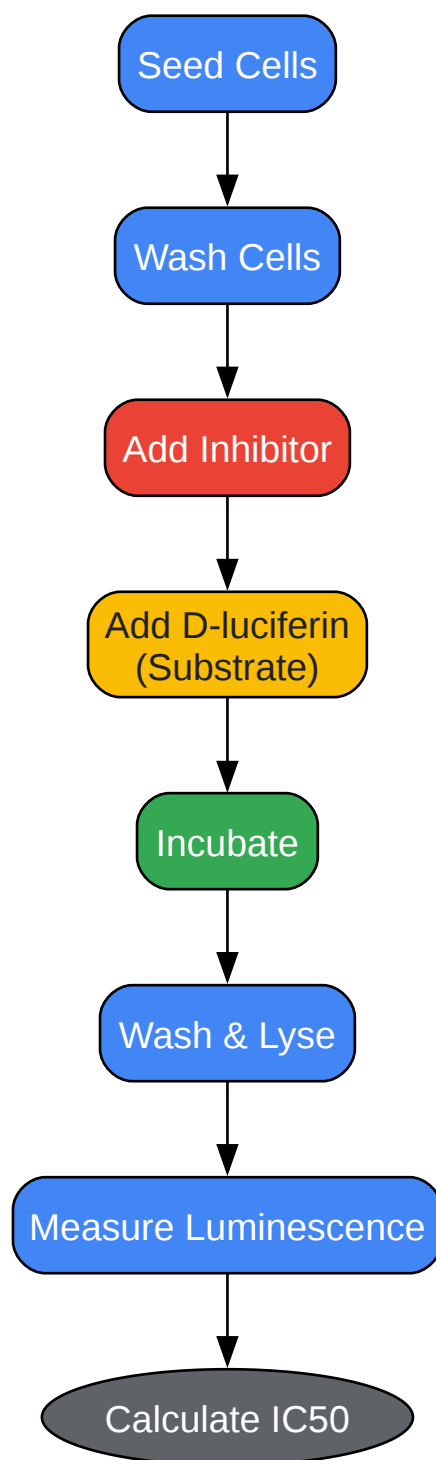 Seed Cells
Wash Cells
Add Inhibitor
Add D-luciferin
(Substrate)
Incubate
Wash & Lyse
Measure Luminescence
Calculate IC50